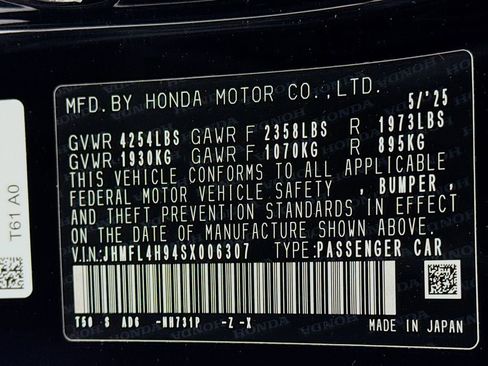 MFD. BY HONDA MOTOR CO., LTD. 5/'25
GVWR 4254LBS GAWR F 2358LBS R 1973LBS
GVWR 1930KG GAWR F 1070KG R 895KG
THIS VEHICLE CONFORMS TO ALL APPLICABLE
FEDERAL MOTOR VEHICLE SAFETY , BUMPER ,
AND THEFT PREVENTION STANDARDS IN EFFECT
ON THE DATE OF MANUFACTURE SHOWN ABOVE.
V.I.N: JHMFL4H94SX006307 TYPE: PASSENGER CAR
T50 S AD6 -NH731P -Z -X
MADE IN JAPAN
T61 A0